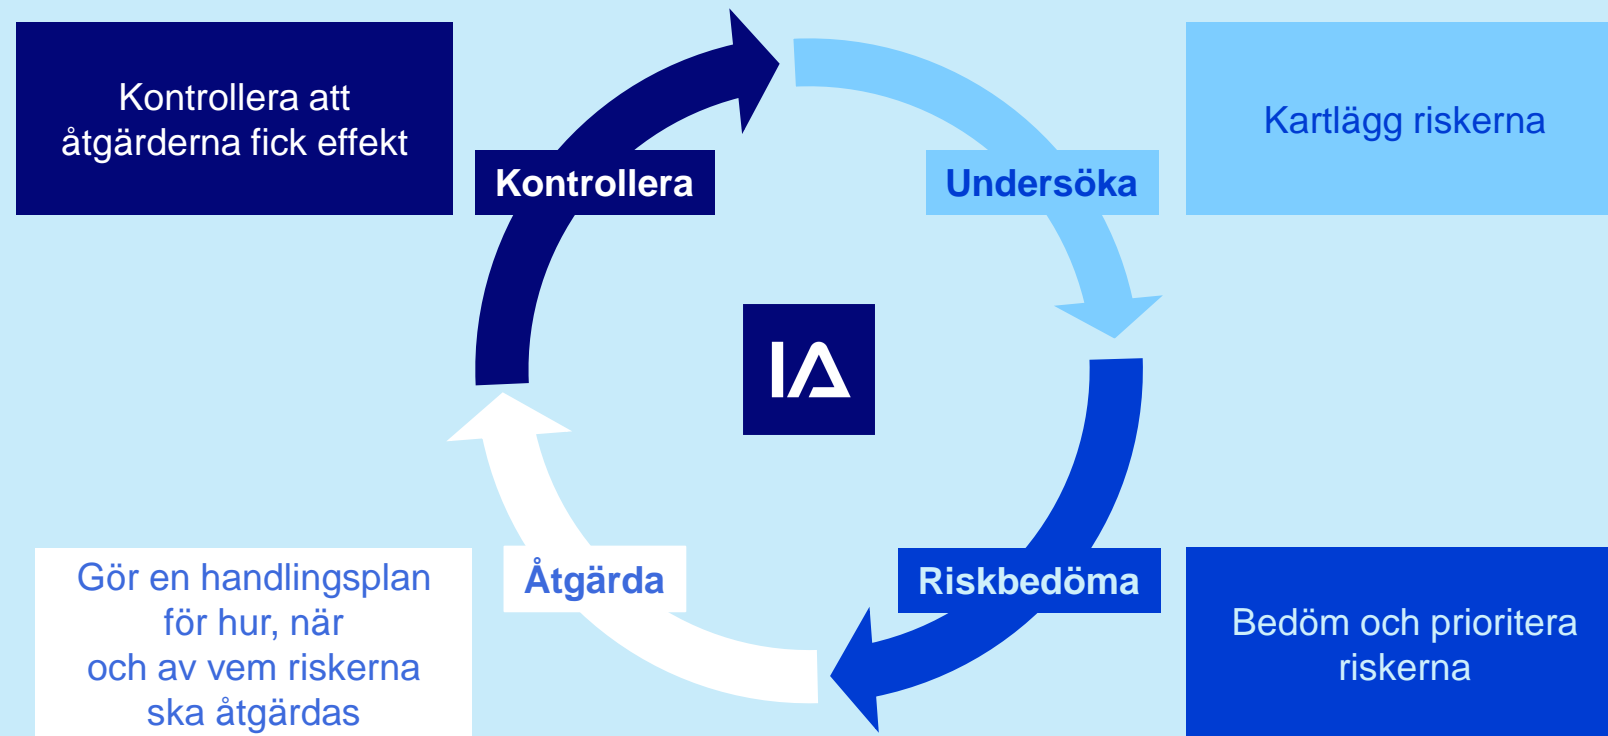 Kontrollera att
åtgärderna fick effekt
Kontrollera
Undersöka
Kartlägg riskerna
IA
Gör en handlingsplan
för hur, när
och av vem riskerna
ska åtgärdas
Åtgärda
Riskbedöma
Bedöm och prioritera
riskerna